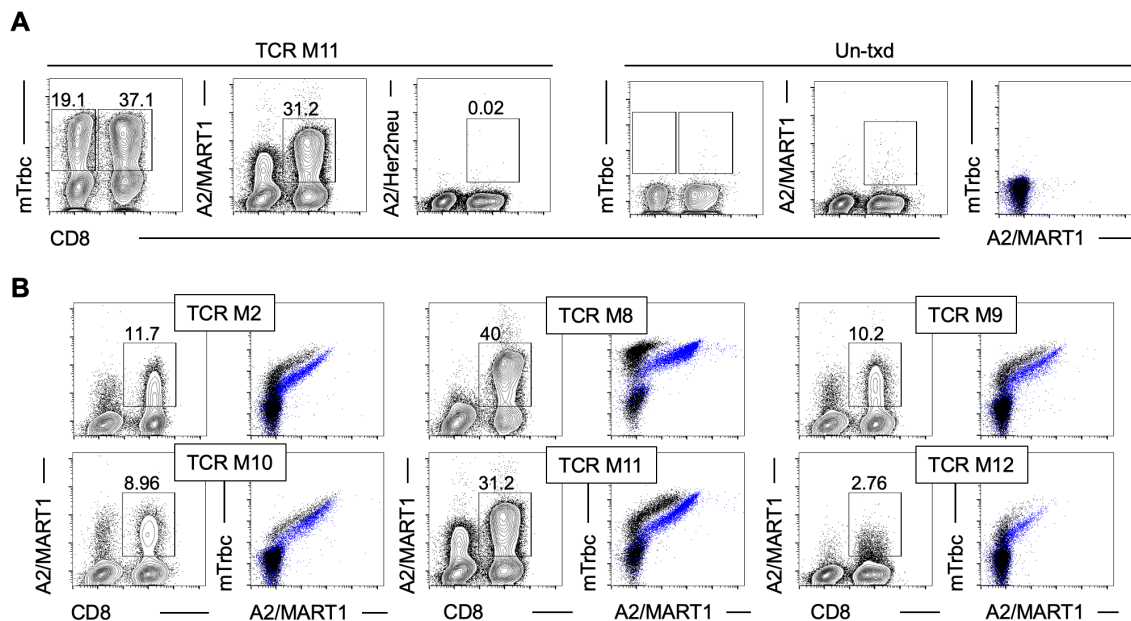 A
TCR M11
Un-txd
19.1 37.1
31.2
0.02
mTrbc
A2/MART1
A2/Her2neu
mTrbc
A2/MART1
mTrbc
CD8
A2/MART1
B
TCR M2
TCR M8
TCR M9
11.7
40
10.2
TCR M10
TCR M11
TCR M12
8.96
31.2
2.76
A2/MART1
mTrbc
A2/MART1
mTrbc
A2/MART1
mTrbc
CD8
A2/MART1
CD8
A2/MART1
CD8
A2/MART1